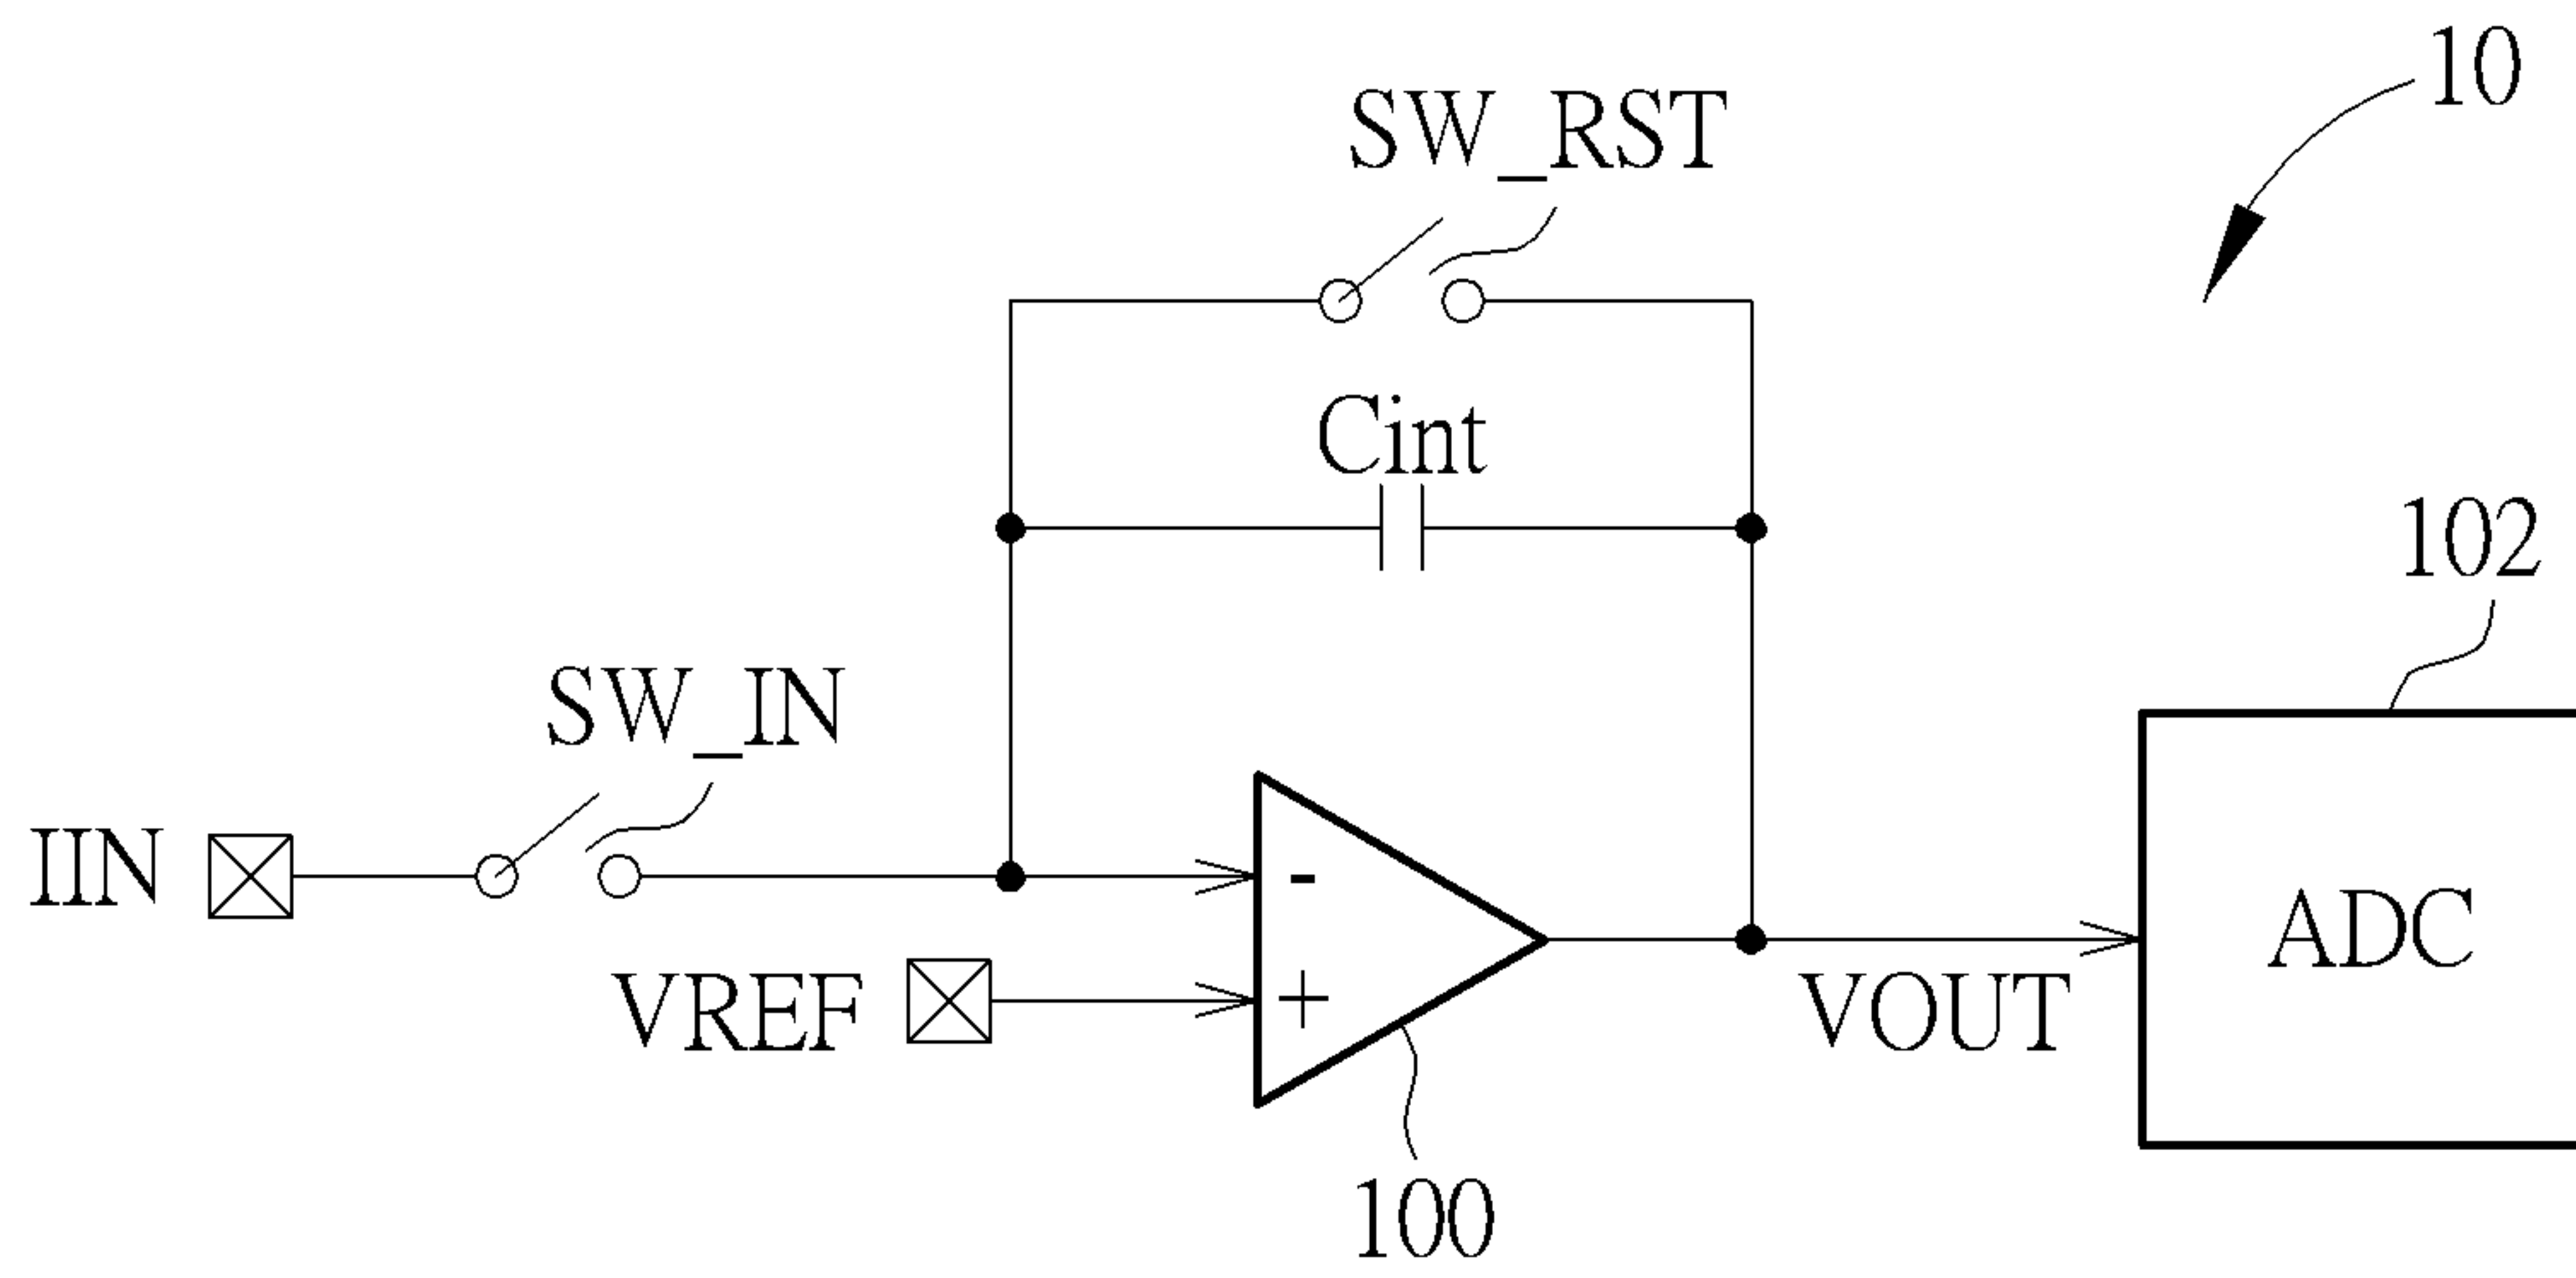 10
SW_RST
Cint
102
SW_IN
IIN
-
ADC
VREF
+
VOUT
100